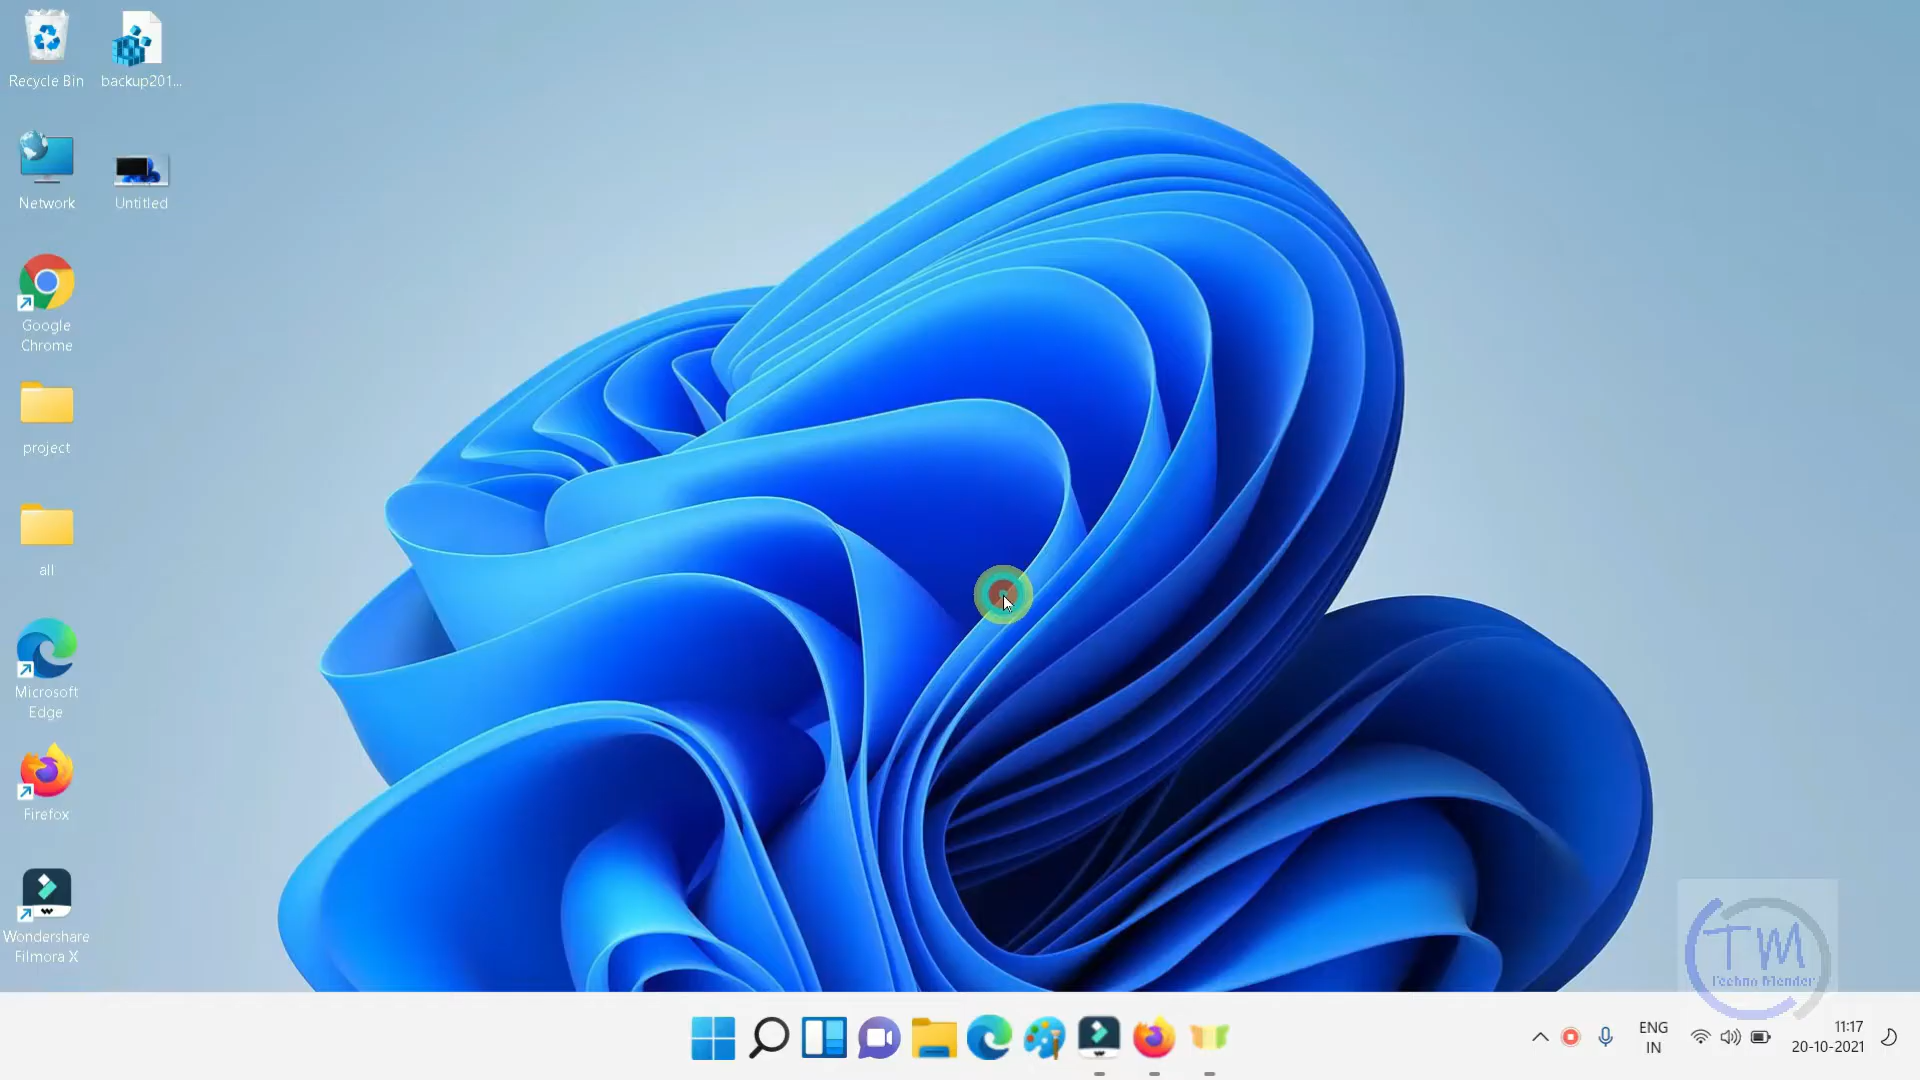 Recycle Bin
backup201...
Network
Untitled
Google
Chrome
project
all
Microsoft
Edge
Firefox
Wondershare
Filmora X
TM
Techno Mender
ENG
IN
11:17
20-10-2021